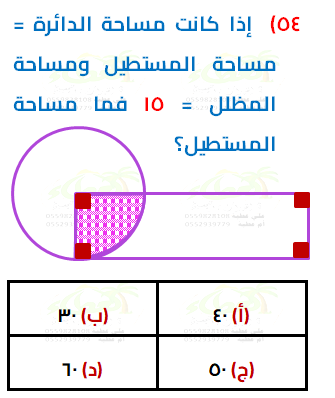 ٥٤) إذا كانت مساحة الدائرة =
مساحة المستطيل ومساحة
المظلل = ١٥ فما مساحة
المستطيل؟
(أ) ٤٠
(ب) ٣٠
(ج) ٥٠
(د) ٦٠